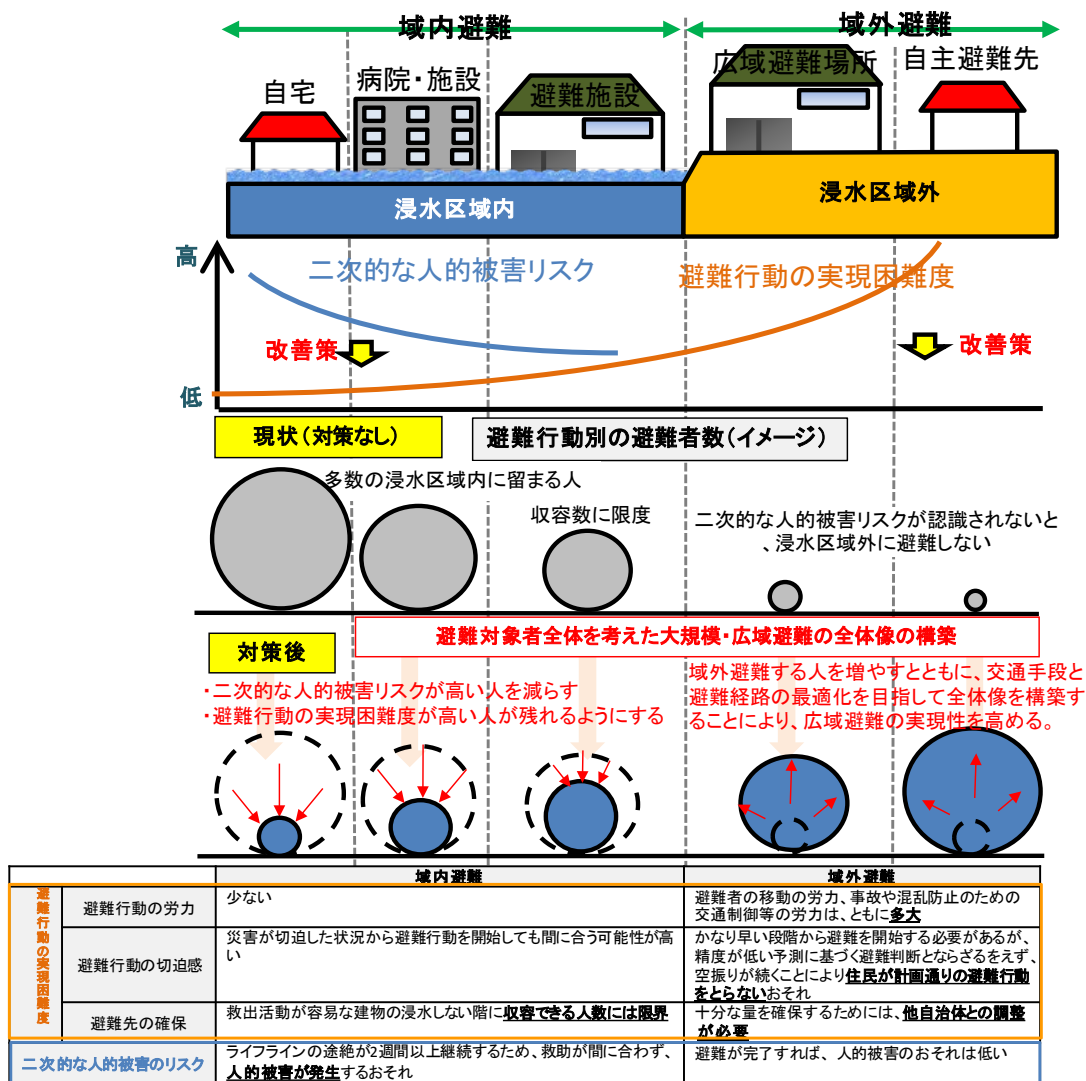 域内避難
域外避難
自宅
病院・施設
避難施設
広域避難場所
自主避難先
浸水区域内
浸水区域外
高
二次的な人的被害リスク
避難行動の実現困難度
改善策
改善策
低
現状（対策なし）
避難行動別の避難者数（イメージ）
多数の浸水区域内に留まる人
収容数に限度
二次的な人的被害リスクが認識されないと
、浸水区域外に避難しない
対策後
避難対象者全体を考えた大規模・広域避難の全体像の構築
・二次的な人的被害リスクが高い人を減らす
・避難行動の実現困難度が高い人が残れるようにする
域外避難する人を増やすとともに、交通手段と
避難経路の最適化を目指して全体像を構築す
ることにより、広域避難の実現性を高める。
域内避難
域外避難
避難行動の実現困難度
避難行動の労力
少ない
避難者の移動の労力、事故や混乱防止のための
交通制御等の労力は、ともに多大
避難行動の切迫感
災害が切迫した状況から避難行動を開始しても間に合う可能性が高
い
かなり早い段階から避難を開始する必要があるが、
精度が低い予測に基づく避難判断とならざるをえず、
空振りが続くことにより住民が計画通りの避難行動
をとらないおそれ
避難先の確保
救出活動が容易な建物の浸水しない階に収容できる人数には限界
十分な量を確保するためには、他自治体との調整
が必要
二次的な人的被害のリスク
ライフラインの途絶が2週間以上継続するため、救助が間に合わず、
人的被害が発生するおそれ
避難が完了すれば、人的被害のおそれは低い